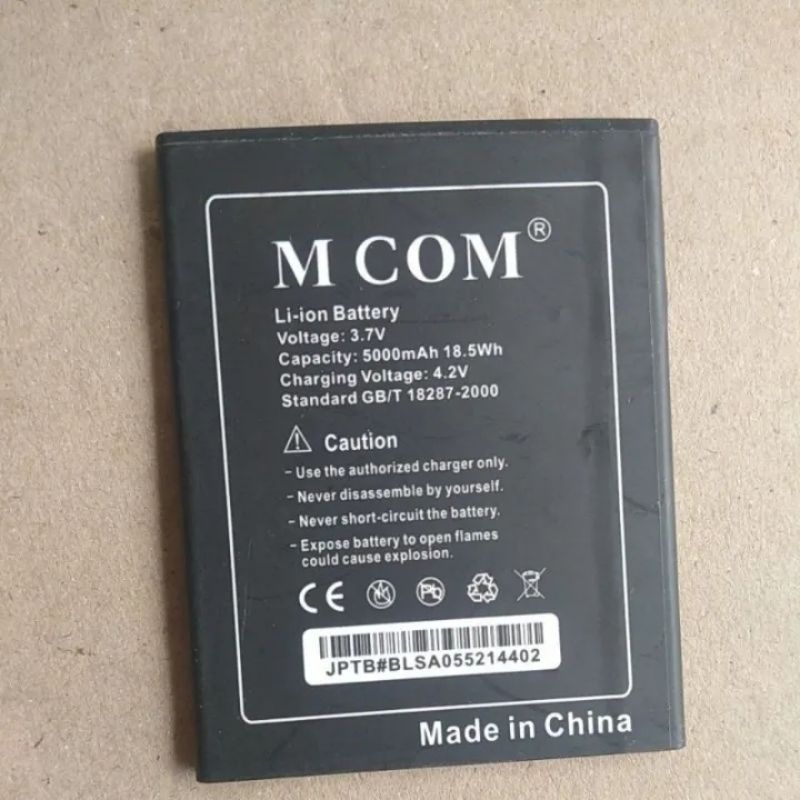 M COM®
Li-ion Battery
Voltage: 3.7V
Capacity: 5000mAh 18.5Wh
Charging Voltage: 4.2V
Standard GB/T 18287-2000
Caution
- Use the authorized charger only.
- Never disassemble by yourself.
- Never short-circuit the battery.
- Expose battery to open flames
could cause explosion.
CE Pb
JPTB#BLSA055214402
Made in China